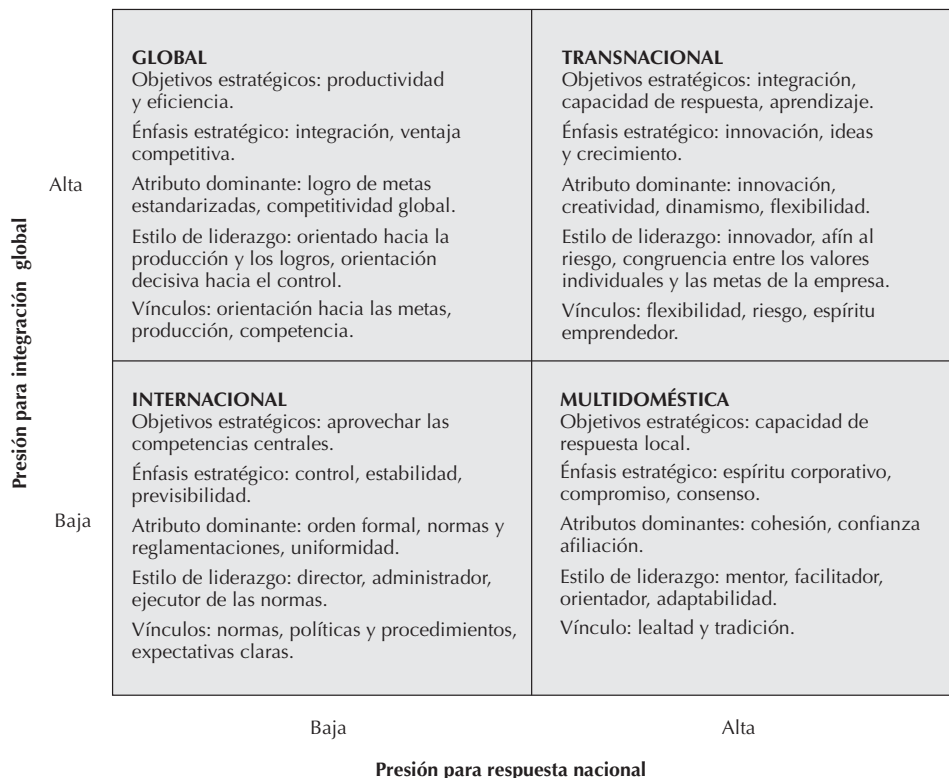 GLOBAL
Objetivos estratégicos: productividad
y eficiencia.
Énfasis estratégico: integración, ventaja
competitiva.
Atributo dominante: logro de metas
estandarizadas, competitividad global.
Estilo de liderazgo: orientado hacia la
producción y los logros, orientación
decisiva hacia el control.
Vínculos: orientación hacia las metas,
producción, competencia.
TRANSNACIONAL
Objetivos estratégicos: integración,
capacidad de respuesta, aprendizaje.
Énfasis estratégico: innovación, ideas
y crecimiento.
Atributo dominante: innovación,
creatividad, dinamismo, flexibilidad.
Estilo de liderazgo: innovador, afín al
riesgo, congruencia entre los valores
individuales y las metas de la empresa.
Vínculos: flexibilidad, riesgo, espíritu
emprendedor.
Alta
Presión para integración global
INTERNACIONAL
Objetivos estratégicos: aprovechar las
competencias centrales.
Énfasis estratégico: control, estabilidad,
previsibilidad.
Atributo dominante: orden formal, normas y
reglamentaciones, uniformidad.
Estilo de liderazgo: director, administrador,
ejecutor de las normas.
Vínculos: normas, políticas y procedimientos,
expectativas claras.
MULTIDOMÉSTICA
Objetivos estratégicos: capacidad de
respuesta local.
Énfasis estratégico: espíritu corporativo,
compromiso, consenso.
Atributos dominantes: cohesión, confianza
afiliación.
Estilo de liderazgo: mentor, facilitador,
orientador, adaptabilidad.
Vínculo: lealtad y tradición.
Baja
Baja
Alta
Presión para respuesta nacional